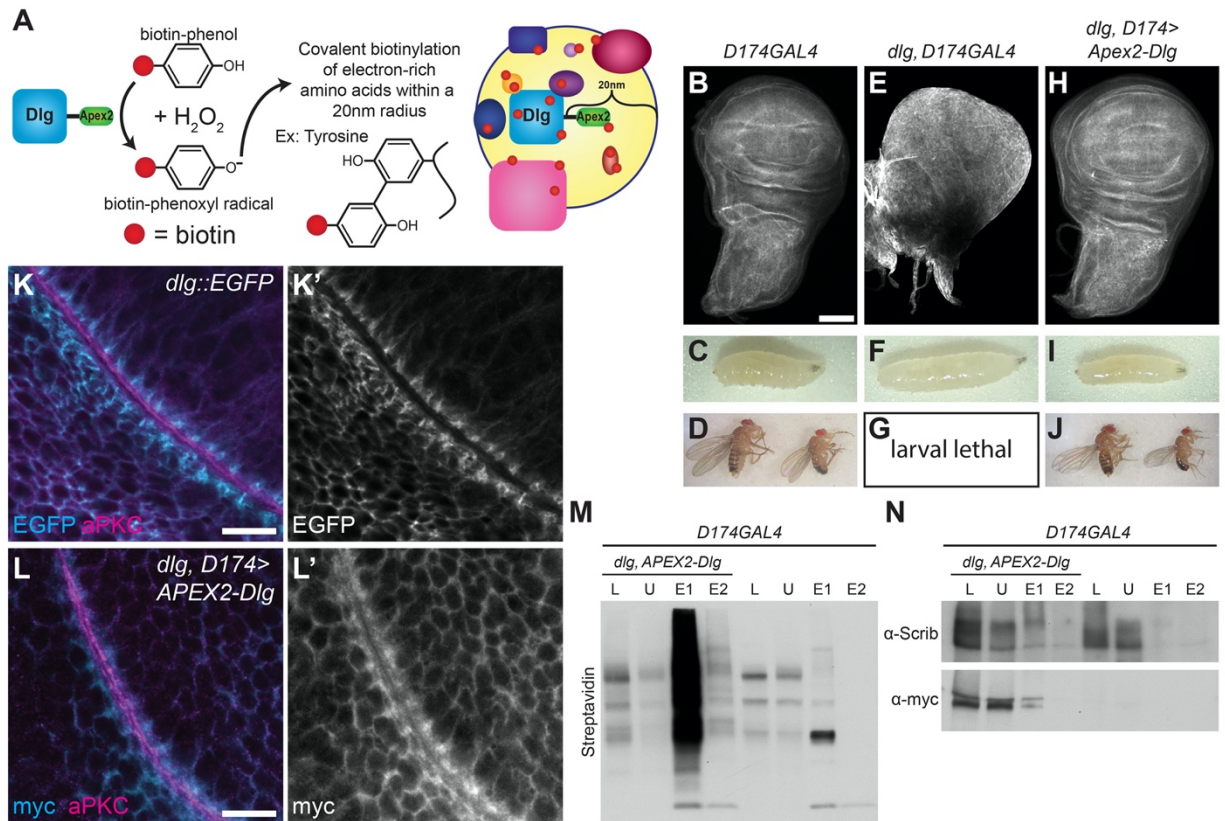 A
biotin-phenol
OH
Dlg
Apex2
+ H₂O₂
O⁻
biotin-phenoxyl radical
= biotin
Covalent biotinylation
of electron-rich
amino acids within a
20nm radius
Ex: Tyrosine
HO
OH
20nm
Dlg
Apex2
D174GAL4
dlg, D174GAL4
dlg, D174>
Apex2-Dlg
B
E
H
C
F
I
D
G
larval lethal
J
K
dlg::EGFP
EGFP aPKC
K'
EGFP
L
dlg, D174>
APEX2-Dlg
myc aPKC
L'
myc
M
D174GAL4
dlg, APEX2-Dlg
L U E1 E2 L U E1 E2
Streptavidin
N
D174GAL4
dlg, APEX2-Dlg
L U E1 E2 L U E1 E2
α-Scrib
α-myc